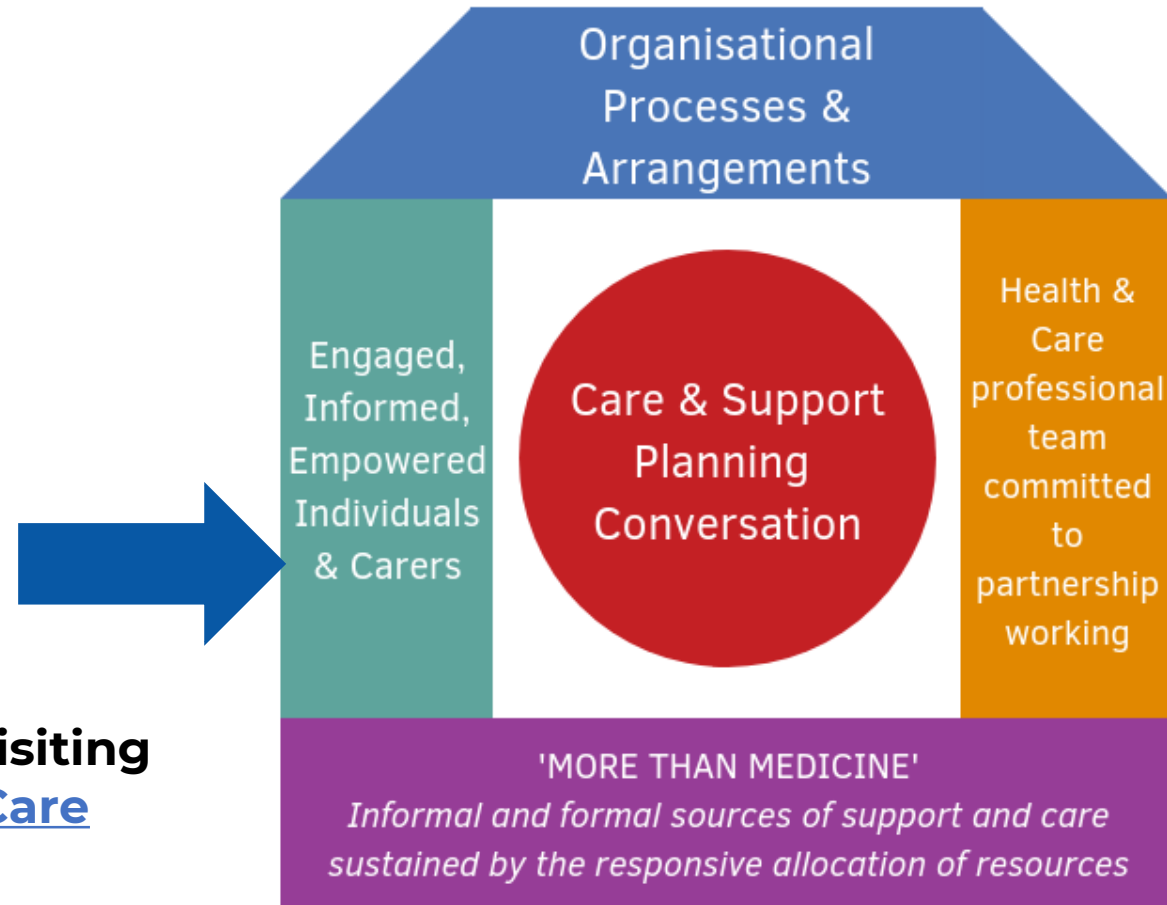 Organisational
Processes &
Arrangements
Engaged,
Informed,
Empowered
Individuals
& Carers
Care & Support
Planning
Conversation
Health &
Care
professional
team
committed
to
partnership
working
isiting
Care
'MORE THAN MEDICINE'
Informal and formal sources of support and care
sustained by the responsive allocation of resources